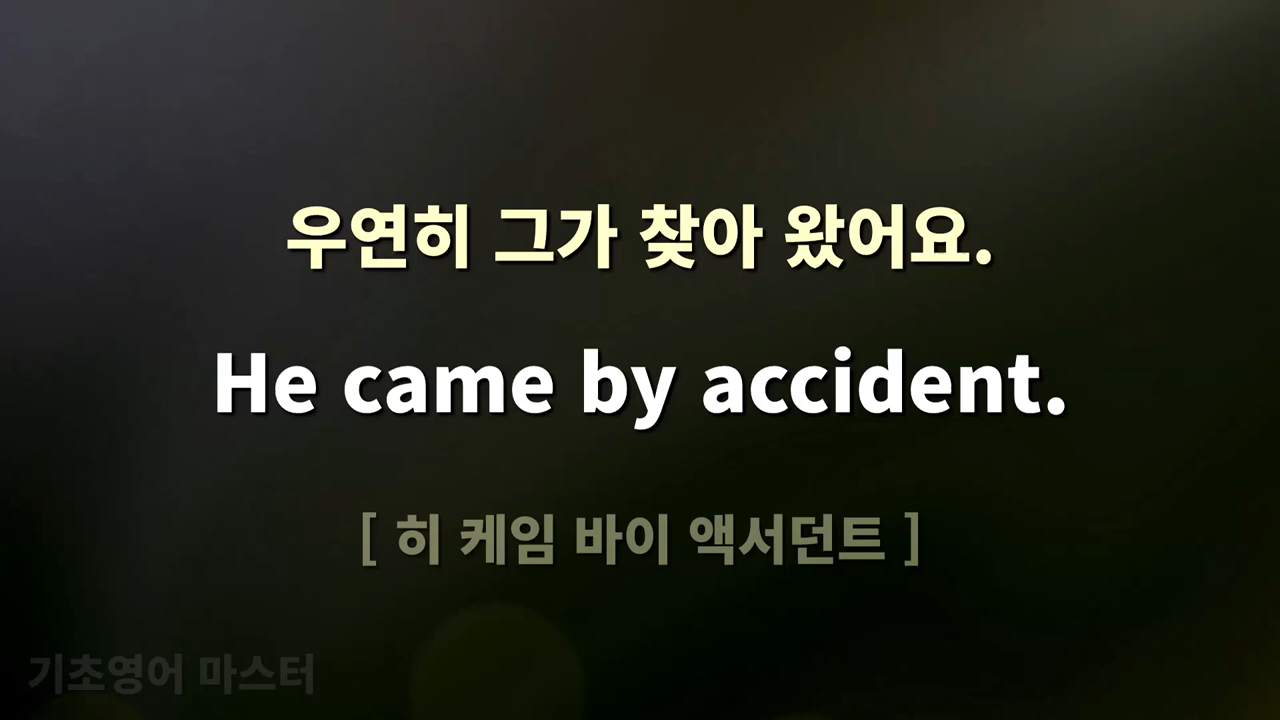 우연히 그가 찾아 왔어요.
He came by accident.
[ 히 케임 바이 액서던트 ]
기초영어 마스터